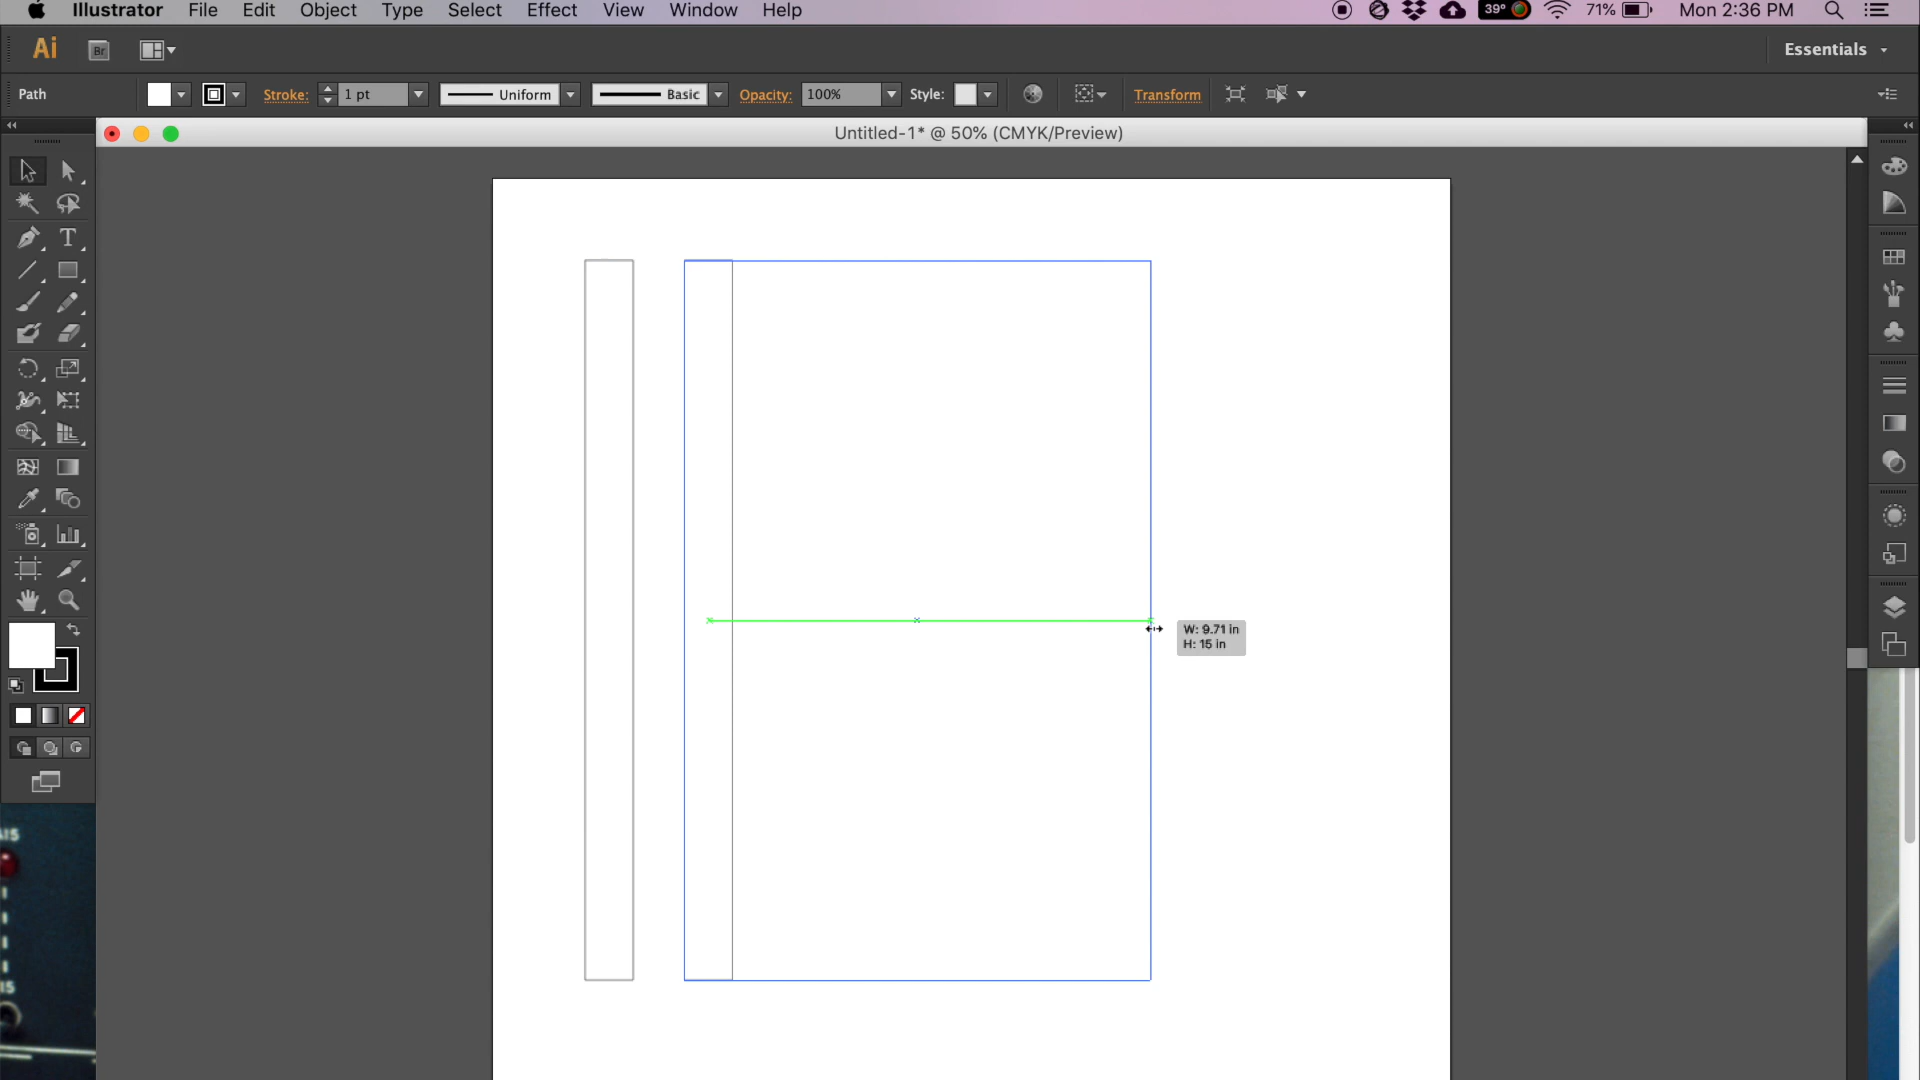 Illustrator File Edit Object Type Select Effect View Window Help 39° 71% Mon 2:36 PM
Ai Br Essentials
Path Stroke: 1 pt Uniform Basic Opacity: 100% Style: Transform
Untitled-1* @ 50% (CMYK/Preview)
T
W: 9.71 in
H: 15 in
A15
15